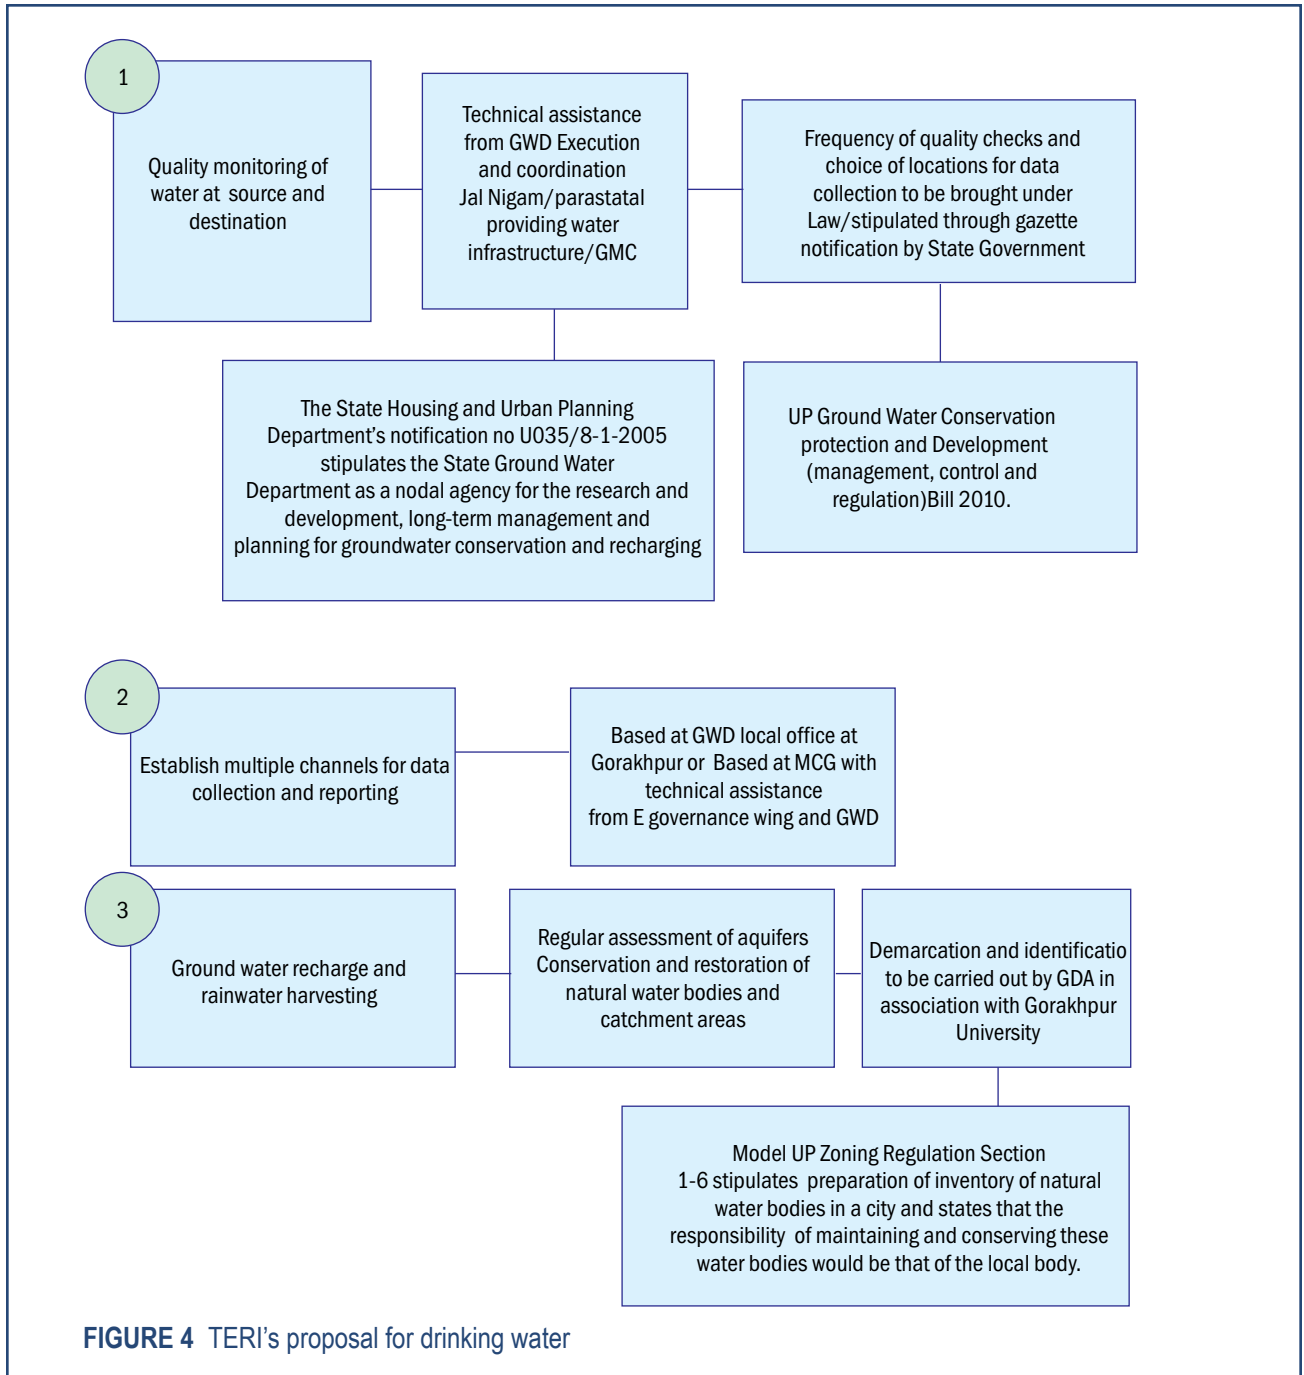 1
Quality monitoring of
water at source and
destination
Technical assistance
from GWD Execution
and coordination
Jal Nigam/parastatal
providing water
infrastructure/GMC
Frequency of quality checks and
choice of locations for data
collection to be brought under
Law/stipulated through gazette
notification by State Government
The State Housing and Urban Planning
Department's notification no U035/8-1-2005
stipulates the State Ground Water
Department as a nodal agency for the research and
development, long-term management and
planning for groundwater conservation and recharging
UP Ground Water Conservation
protection and Development
(management, control and
regulation)Bill 2010.
2
Establish multiple channels for data
collection and reporting
Based at GWD local office at
Gorakhpur or Based at MCG with
technical assistance
from E governance wing and GWD
3
Ground water recharge and
rainwater harvesting
Regular assessment of aquifers
Conservation and restoration of
natural water bodies and
catchment areas
Demarcation and identificatio
to be carried out by GDA in
association with Gorakhpur
University
Model UP Zoning Regulation Section
1-6 stipulates preparation of inventory of natural
water bodies in a city and states that the
responsibility of maintaining and conserving these
water bodies would be that of the local body.
FIGURE 4 TERI's proposal for drinking water